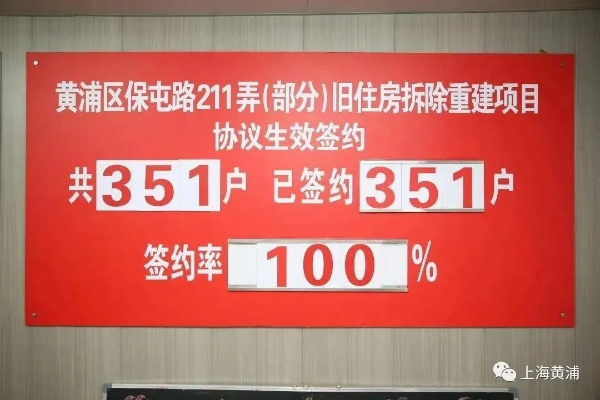 黄浦区保屯路211弄(部分)旧住房拆除重建项目
协议生效签约
共351户 已签约351户
签约率100%
上海黄浦